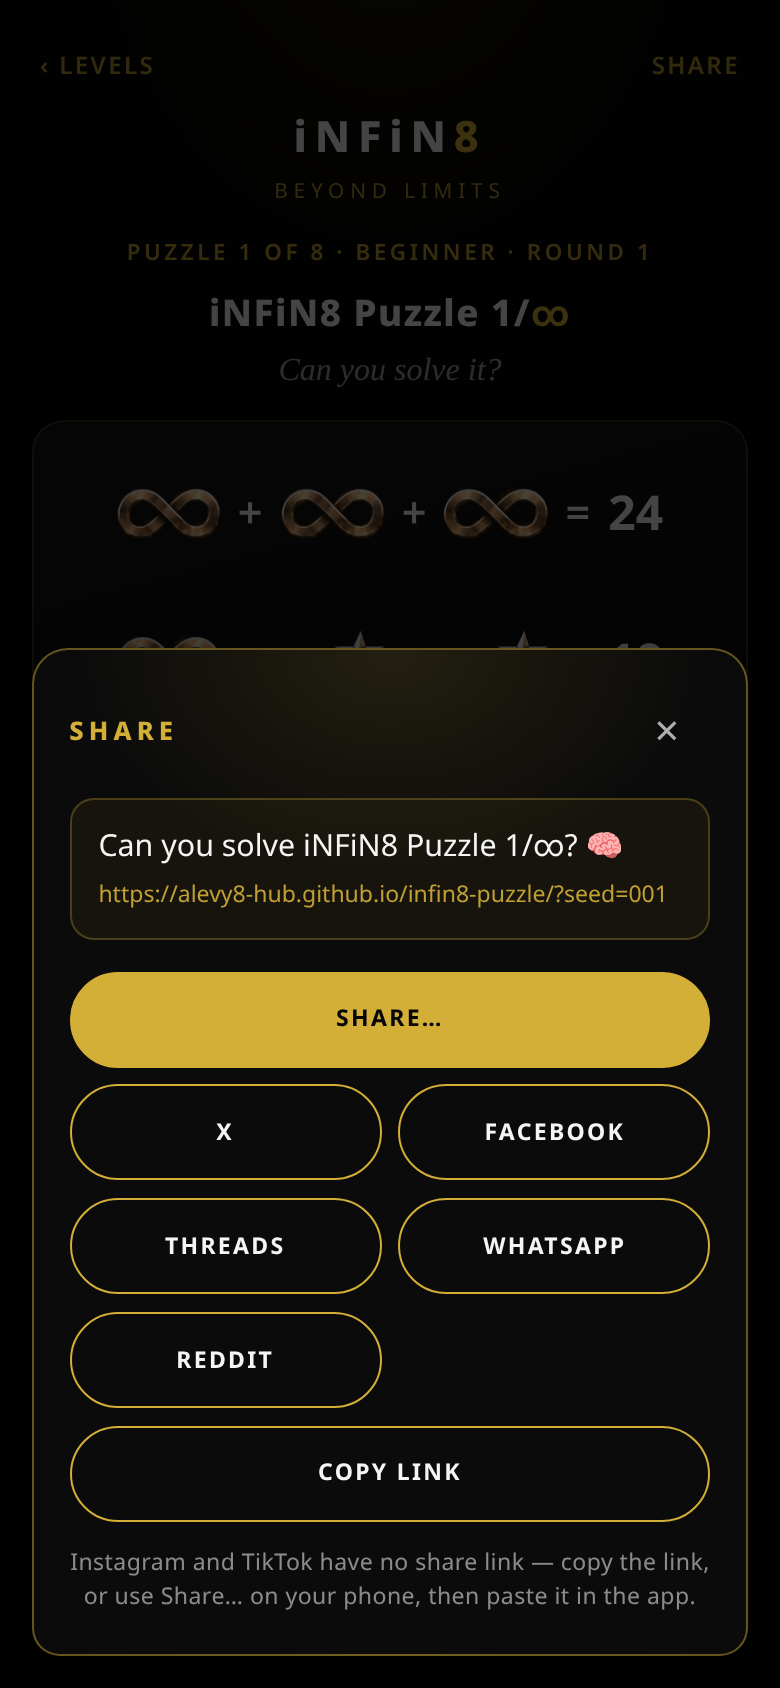 ‹ LEVELS
SHARE
iNFiN8
BEYOND LIMITS
PUZZLE 1 OF 8 · BEGINNER · ROUND 1
iNFiN8 Puzzle 1/∞
Can you solve it?
+ + = 24
SHARE
✕
Can you solve iNFiN8 Puzzle 1/∞? 🧠
https://alevy8-hub.github.io/infin8-puzzle/?seed=001
SHARE…
X
FACEBOOK
THREADS
WHATSAPP
REDDIT
COPY LINK
Instagram and TikTok have no share link — copy the link,
or use Share… on your phone, then paste it in the app.